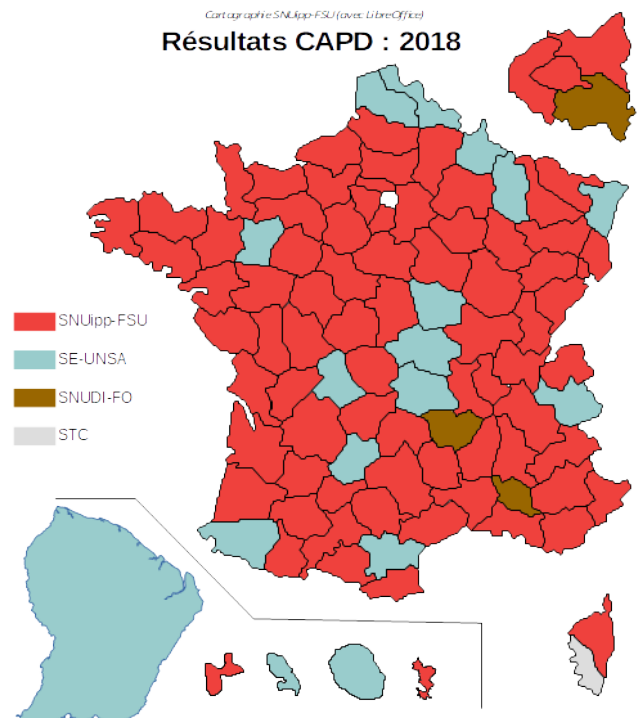 Cartographie SNUipp-FSU (avec LibreOffice)
Résultats CAPD : 2018
SNUipp-FSU
SE-UNSA
SNUDI-FO
STC